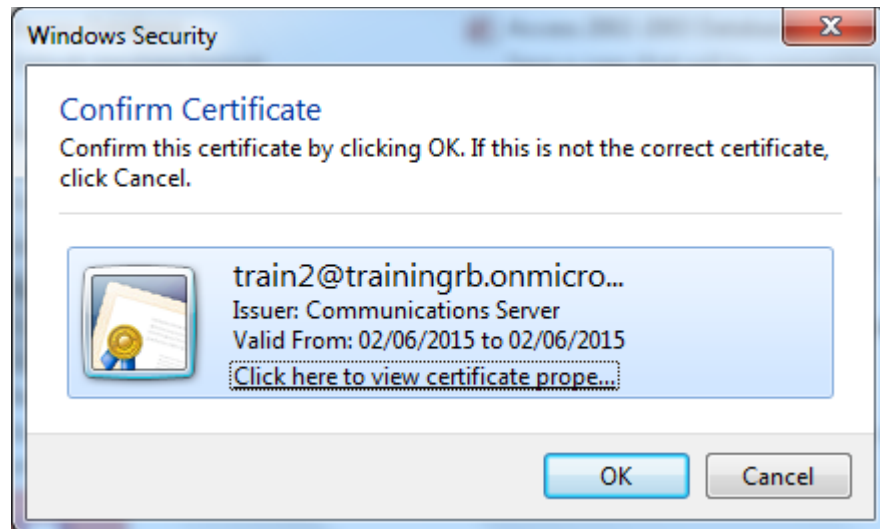 Windows Security
Confirm Certificate
Confirm this certificate by clicking OK. If this is not the correct certificate,
click Cancel.
train2@trainingrb.onmicro...
Issuer: Communications Server
Valid From: 02/06/2015 to 02/06/2015
Click here to view certificate prope...
OK Cancel